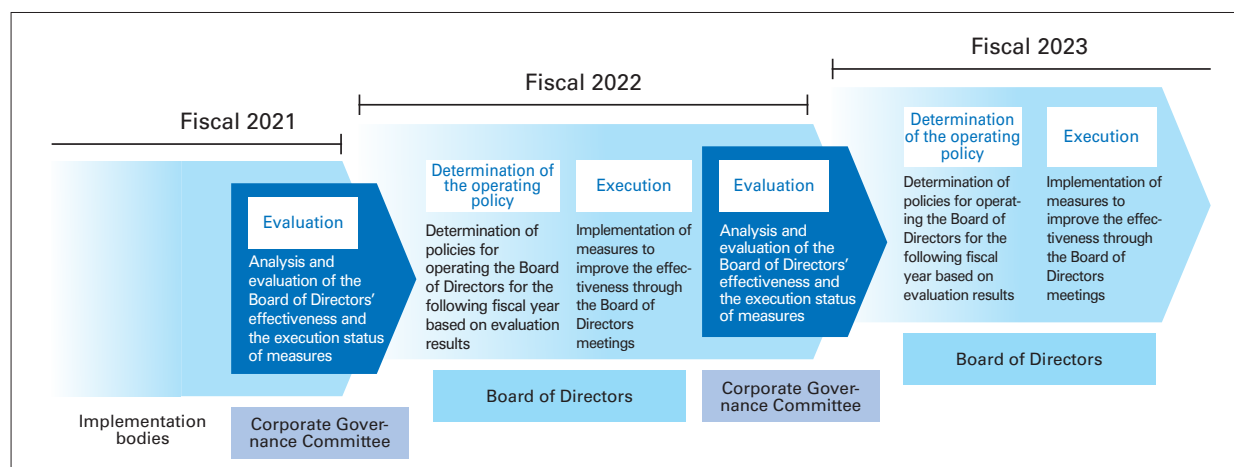 Fiscal 2021
Fiscal 2022
Fiscal 2023
Evaluation
Analysis and
evaluation of the
Board of Directors'
effectiveness and
the execution status
of measures
Determination of
the operating
policy
Determination of
policies for
operating the Board
of Directors for the
following fiscal year
based on evaluation
results
Execution
Implementation of
measures to
improve the effec-
tiveness through
the Board of
Directors
meetings
Evaluation
Analysis and
evaluation of the
Board of Directors'
effectiveness and
the execution status
of measures
Determination
of the operating
policy
Determination of
policies for operat-
ing the Board of
Directors for the
following fiscal
year based on
evaluation results
Execution
Implementation of
measures to
improve the effec-
tiveness through
the Board of
Directors
meetings
Implementation
bodies
Corporate Gover-
nance Committee
Board of Directors
Corporate Gover-
nance Committee
Board of Directors